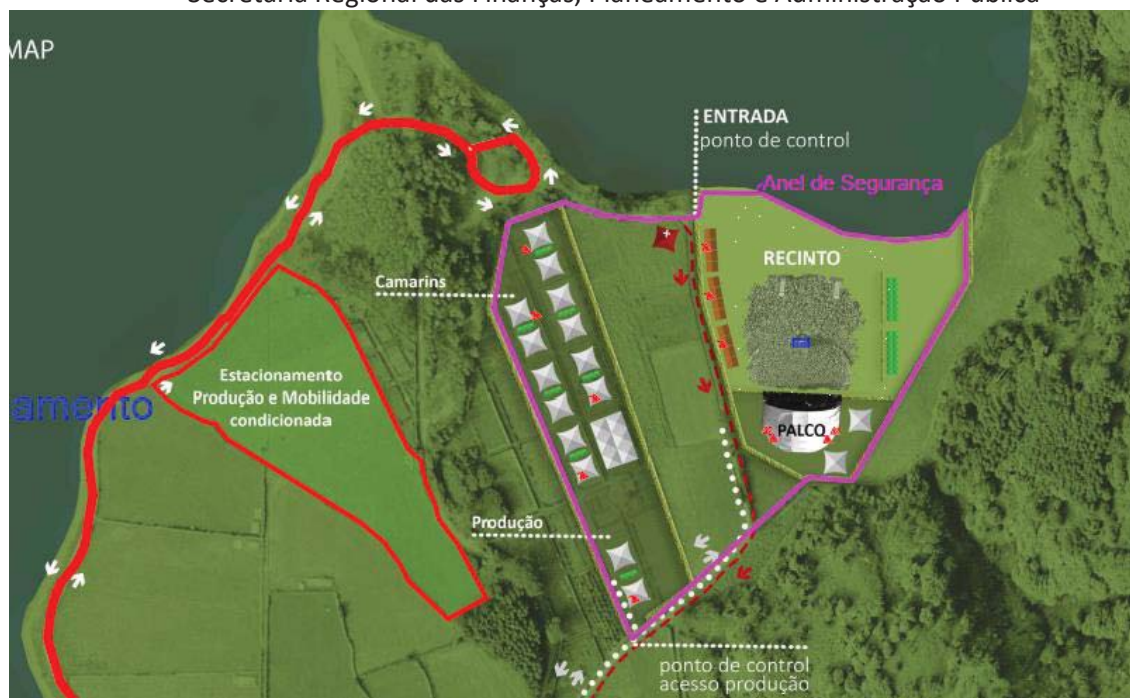 Secretaria Regional das Finanças, Planeamento e Administração Pública
MAP
ENTRADA
ponto de control
Anel de Segurança
RECINTO
Camarins
Estacionamento
Produção e Mobilidade
condicionada
amento
PALCO
Produção
ponto de control
acesso produção